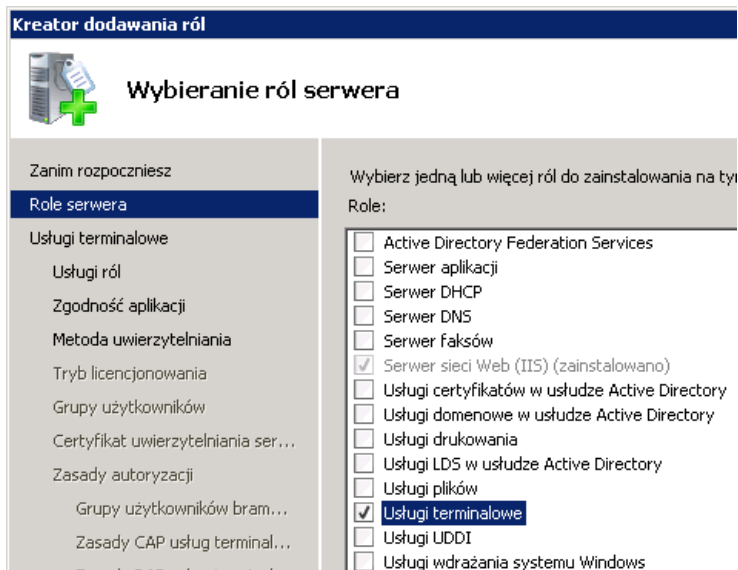 Kreator dodawania ról
Wybieranie ról serwera
Zanim rozpoczniesz
Role serwera
Usługi terminalowe
Usługi ról
Zgodność aplikacji
Metoda uwierzytelniania
Tryb licencjonowania
Grupy użytkowników
Certyfikat uwierzytelniania ser...
Zasady autoryzacji
Grupy użytkowników bram...
Zasady CAP usług terminal...
Wybierz jedną lub więcej ról do zainstalowania na
Role:
Active Directory Federation Services
Serwer aplikacji
Serwer DHCP
Serwer DNS
Serwer faksów
Serwer sieci Web (IIS) (zainstalowano)
Usługi certyfikatów w usłudze Active Directory
Usługi domenowe w usłudze Active Directory
Usługi drukowania
Usługi LDS w usłudze Active Directory
Usługi plików
Usługi terminalowe
Usługi UDDI
Usługi wdrażania systemu Windows